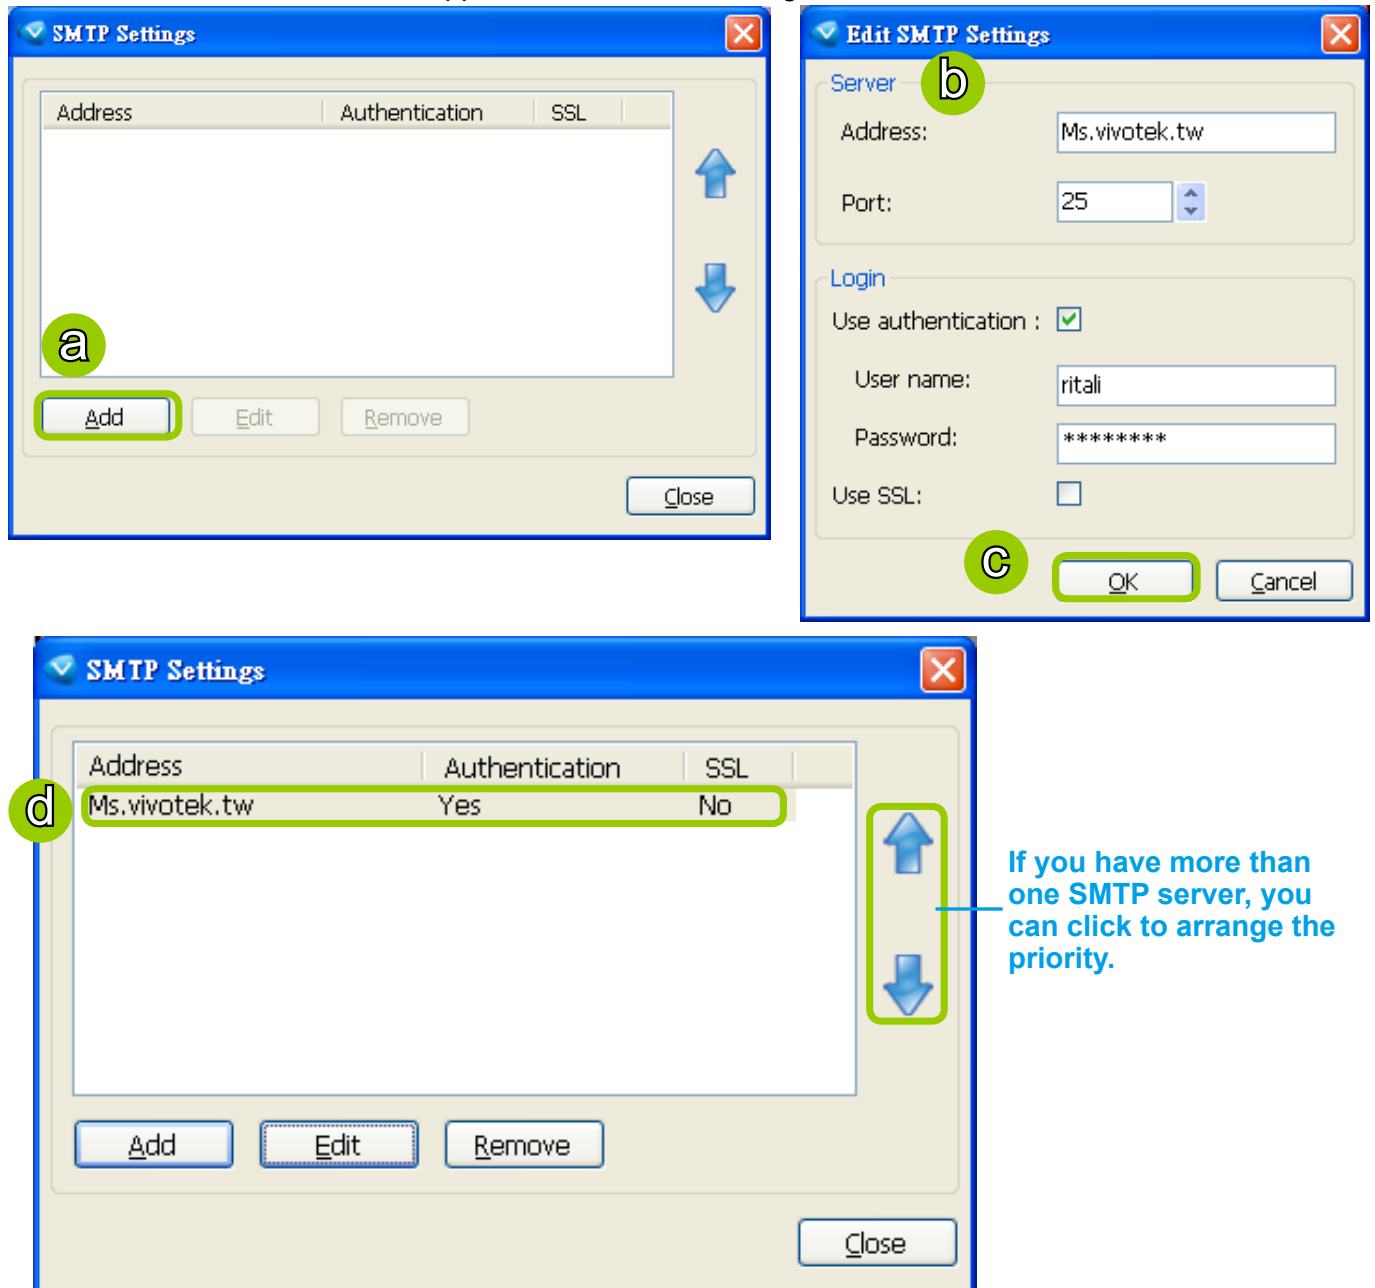 SMTP Settings
Address Authentication SSL
a
Add Edit Remove
Close
Edit SMTP Settings
b
Server
Address: Ms.vivotek.tw
Port: 25
Login
Use authentication :
User name: ritali
Password: ********
Use SSL:
c
OK Cancel
SMTP Settings
Address Authentication SSL
d
Ms.vivotek.tw Yes No
If you have more than
one SMTP server, you
can click to arrange the
priority.
Add Edit Remove
Close